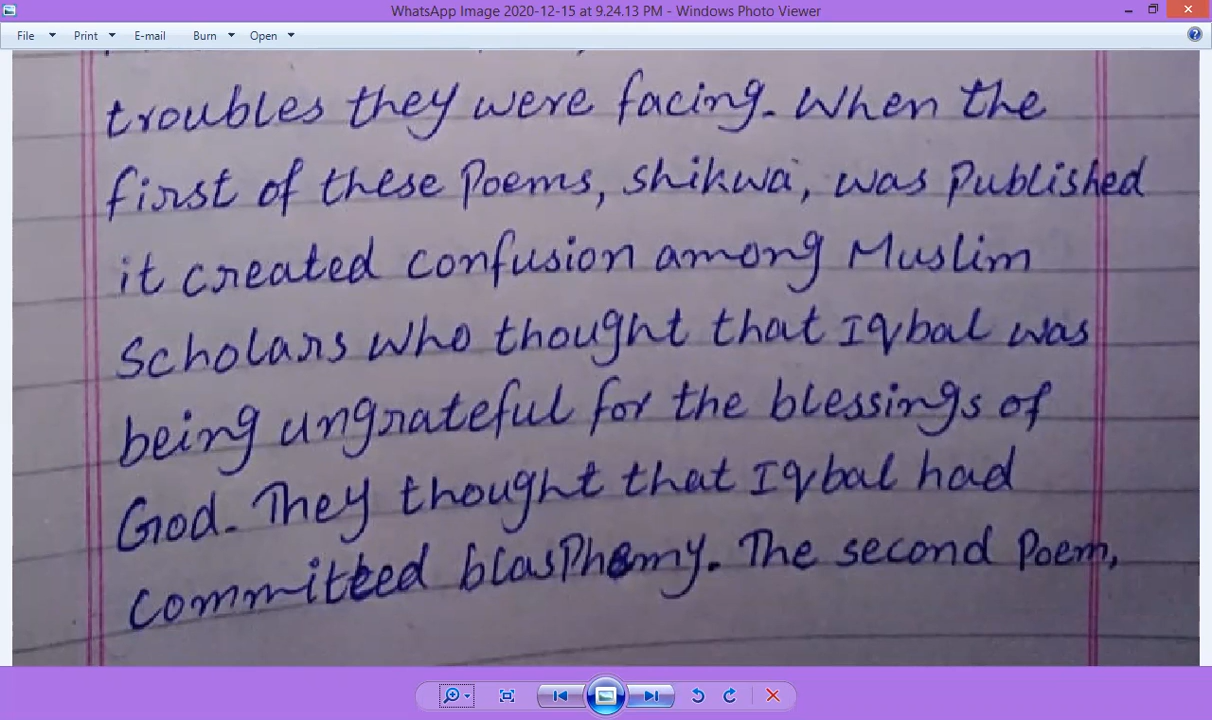 WhatsApp Image 2020-12-15 at 9.24.13 PM - Windows Photo Viewer
File Print E-mail Burn Open
troubles they were facing. When the
first of these Poems, shikwa, was Published
it created confusion among Muslim
Scholars who thought that Iqbal was
being ungrateful for the blessings of
God. They thought that Iqbal had
committed blasPhemy. The second Poem,